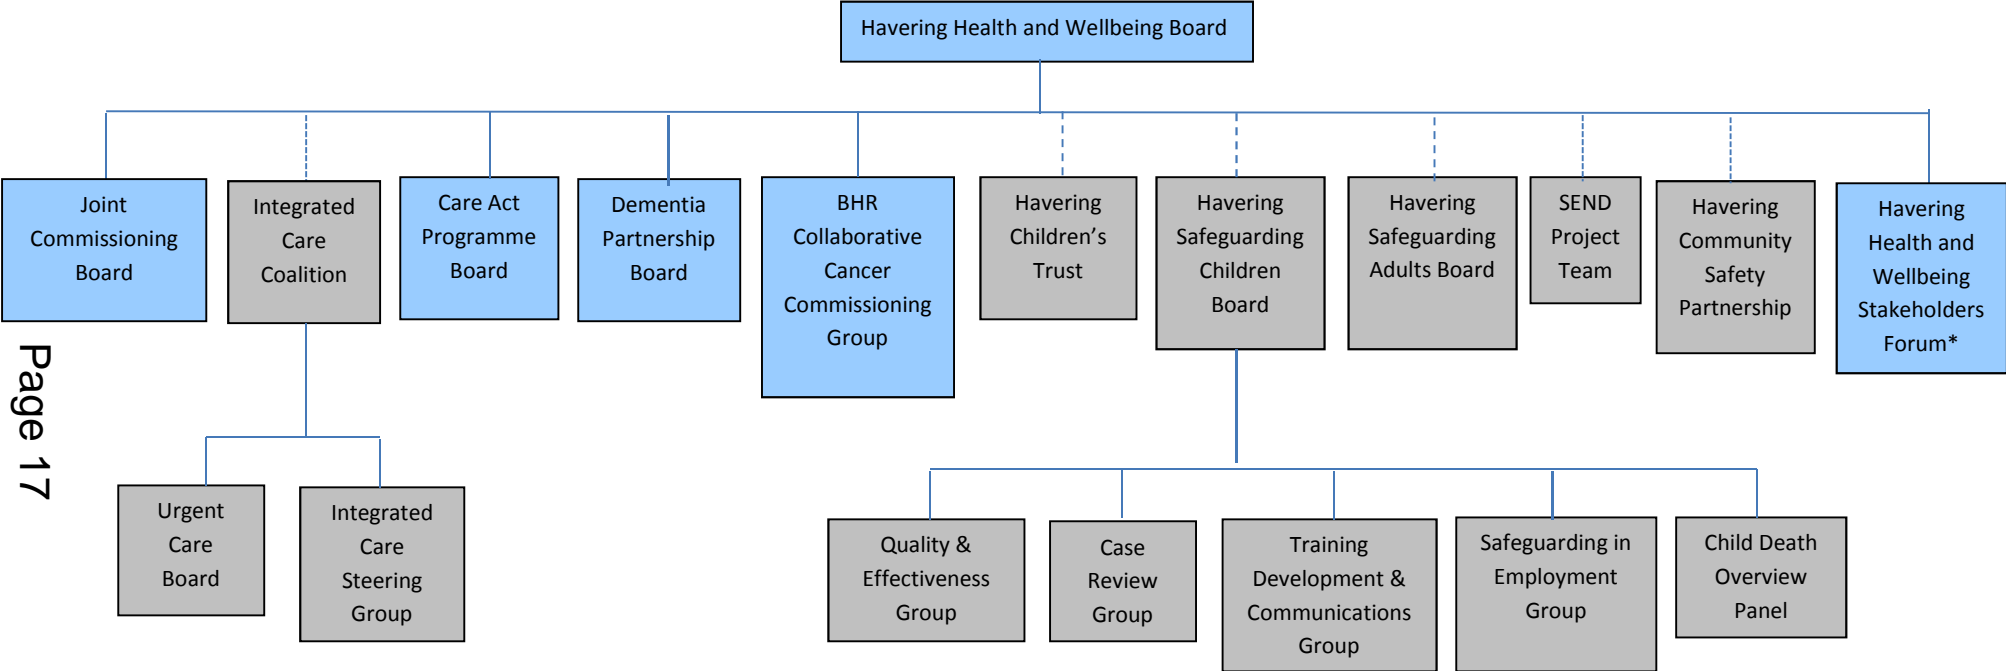 Havering Health and Wellbeing Board
Joint
Commissioning
Board
Integrated
Care
Coalition
Care Act
Programme
Board
Dementia
Partnership
Board
BHR
Collaborative
Cancer
Commissioning
Group
Havering
Children’s
Trust
Havering
Safeguarding
Children
Board
Havering
Safeguarding
Adults Board
SEND
Project
Team
Havering
Community
Safety
Partnership
Havering
Health and
Wellbeing
Stakeholders
Forum*
Urgent
Care
Board
Integrated
Care
Steering
Group
Quality &
Effectiveness
Group
Case
Review
Group
Training
Development &
Communications
Group
Safeguarding in
Employment
Group
Child Death
Overview
Panel
Page 17